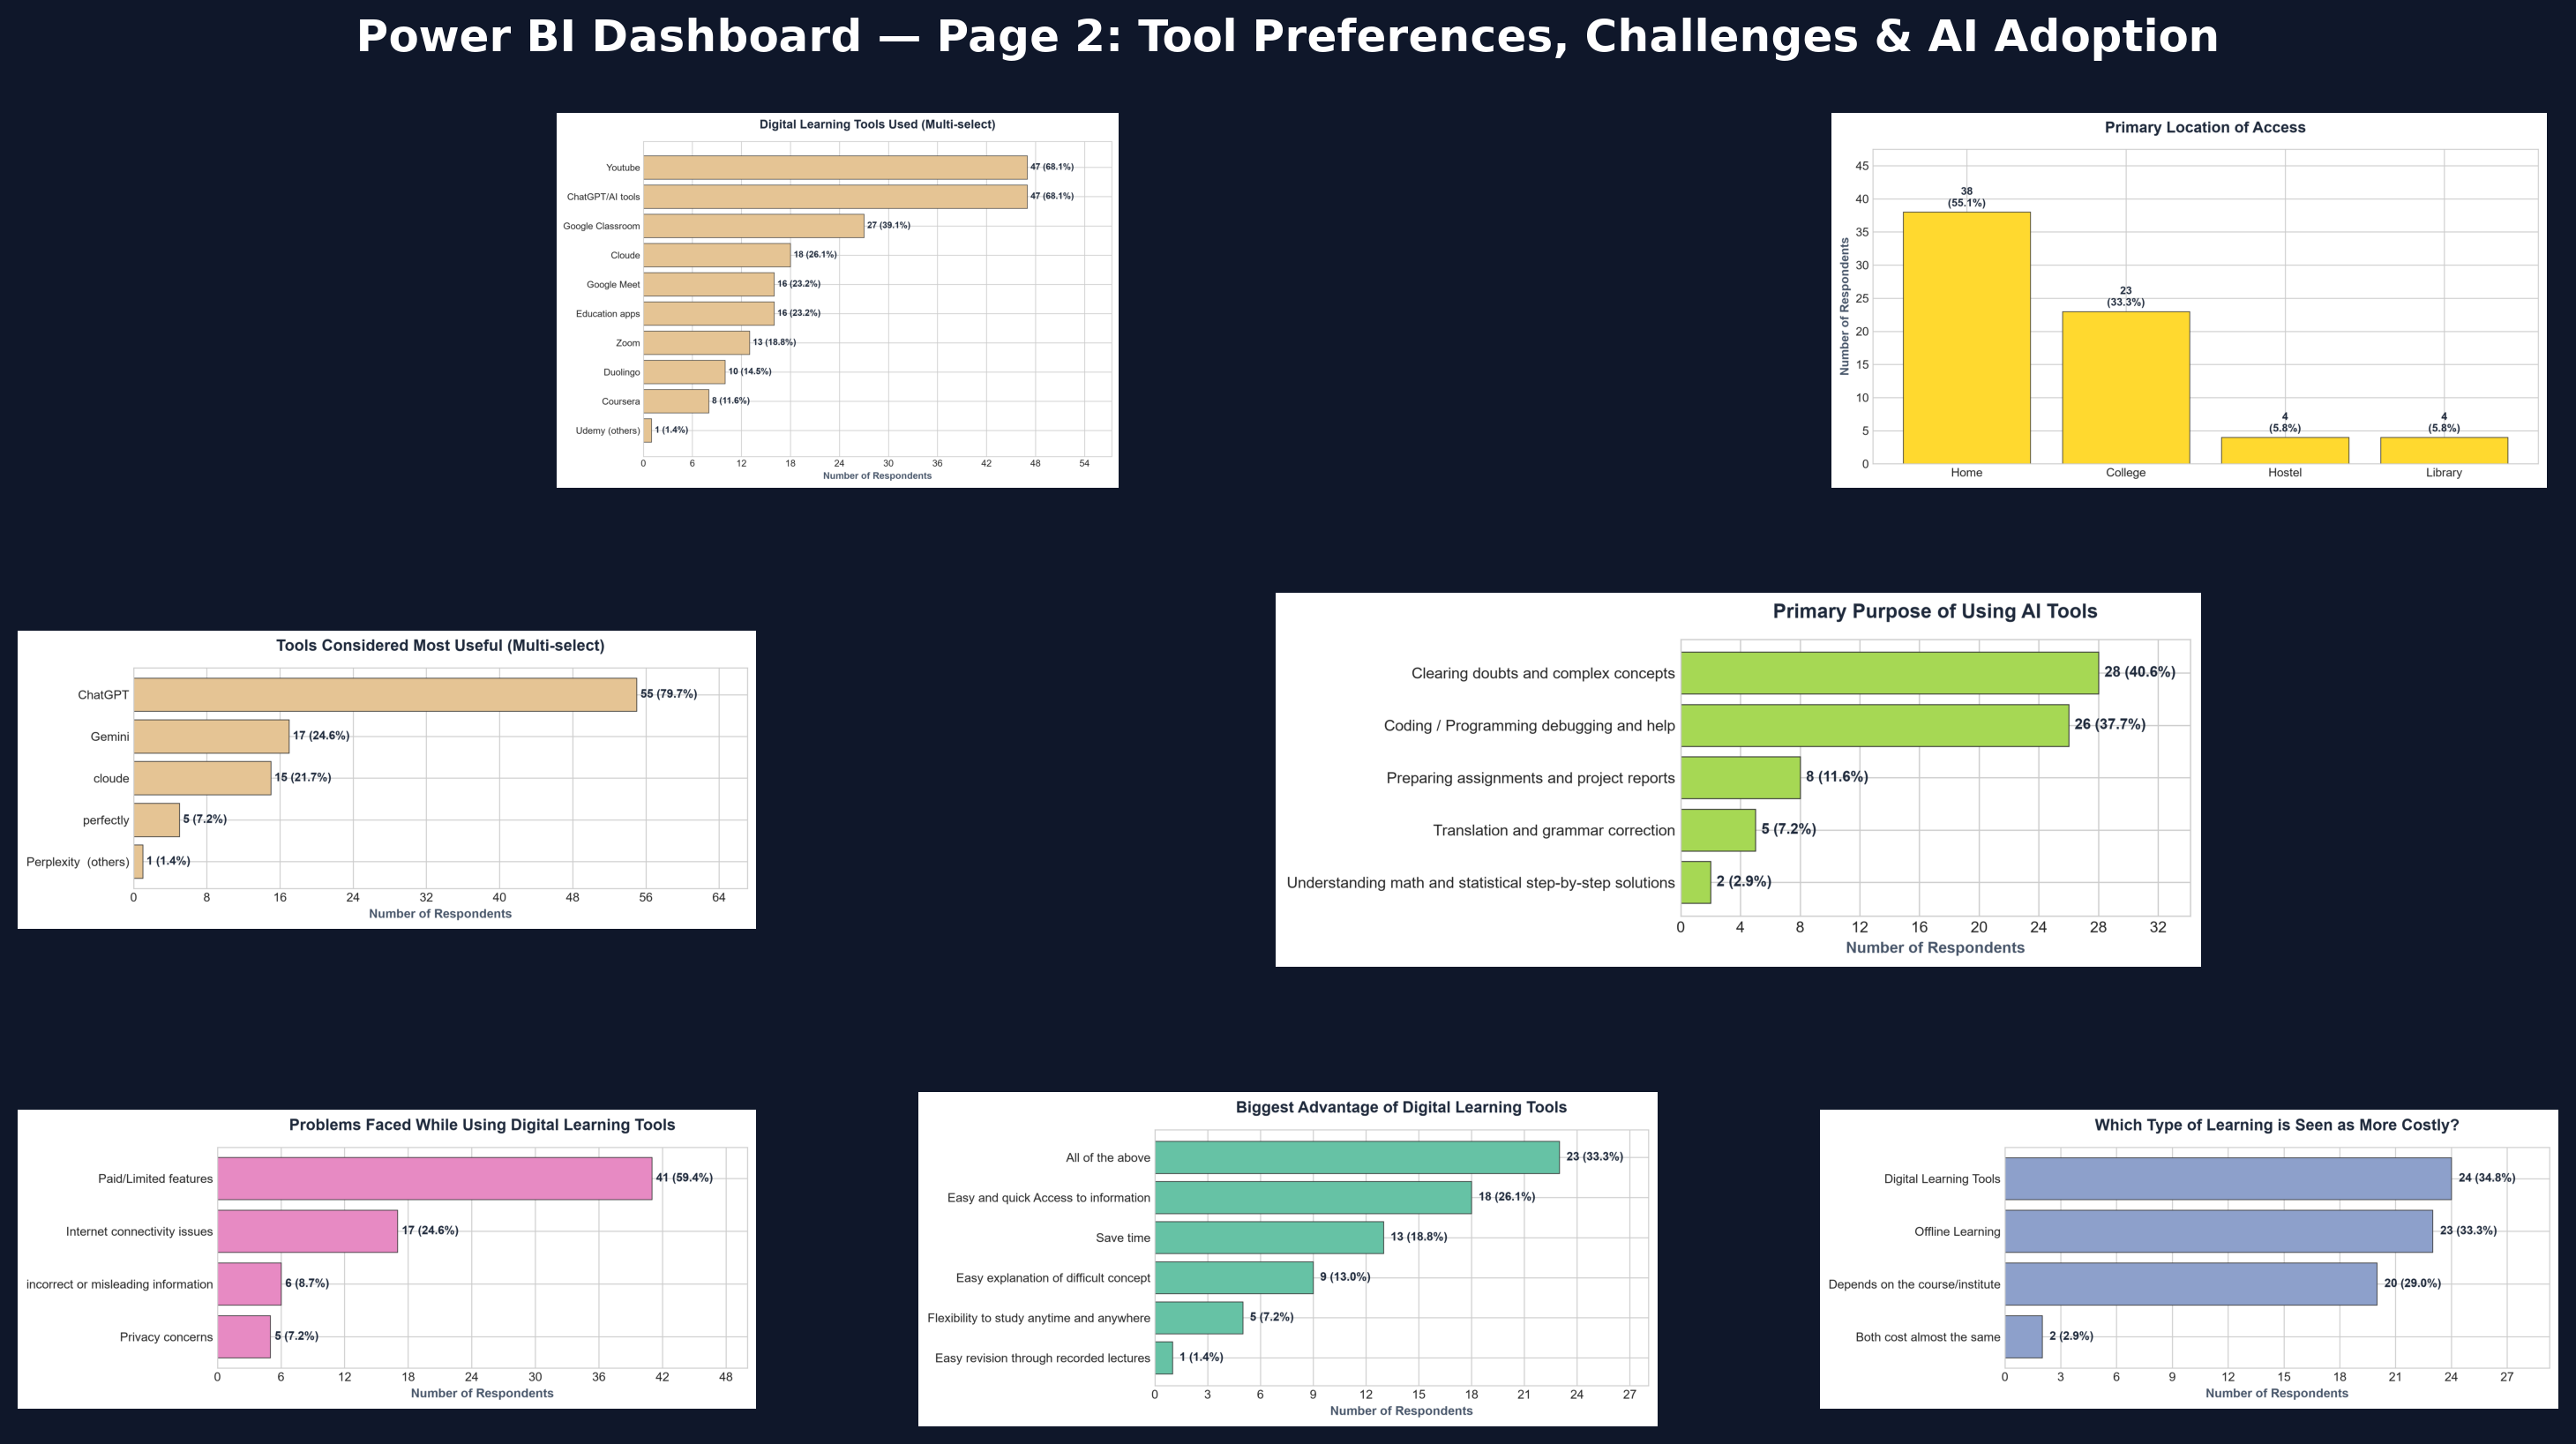 Power BI Dashboard — Page 2: Tool Preferences, Challenges & AI Adoption
Digital Learning Tools Used (Multi-select)
Youtube
47 (68.1%)
ChatGPT/AI tools
47 (68.1%)
Google Classroom
27 (39.1%)
Cloude
18 (26.1%)
Google Meet
16 (23.2%)
Education apps
16 (23.2%)
Zoom
13 (18.8%)
Duolingo
10 (14.5%)
Coursera
8 (11.6%)
Udemy (others)
1 (1.4%)
0 6 12 18 24 30 36 42 48 54
Number of Respondents
Primary Location of Access
Number of Respondents
45
40
35
30
25
20
15
10
5
0
38
(55.1%)
23
(33.3%)
4
(5.8%)
4
(5.8%)
Home College Hostel Library
Tools Considered Most Useful (Multi-select)
ChatGPT
55 (79.7%)
Gemini
17 (24.6%)
cloude
15 (21.7%)
perfectly
5 (7.2%)
Perplexity (others)
1 (1.4%)
0 8 16 24 32 40 48 56 64
Number of Respondents
Primary Purpose of Using AI Tools
Clearing doubts and complex concepts
28 (40.6%)
Coding / Programming debugging and help
26 (37.7%)
Preparing assignments and project reports
8 (11.6%)
Translation and grammar correction
5 (7.2%)
Understanding math and statistical step-by-step solutions
2 (2.9%)
0 4 8 12 16 20 24 28 32
Number of Respondents
Problems Faced While Using Digital Learning Tools
Paid/Limited features
41 (59.4%)
Internet connectivity issues
17 (24.6%)
incorrect or misleading information
6 (8.7%)
Privacy concerns
5 (7.2%)
0 6 12 18 24 30 36 42 48
Number of Respondents
Biggest Advantage of Digital Learning Tools
All of the above
23 (33.3%)
Easy and quick Access to information
18 (26.1%)
Save time
13 (18.8%)
Easy explanation of difficult concept
9 (13.0%)
Flexibility to study anytime and anywhere
5 (7.2%)
Easy revision through recorded lectures
1 (1.4%)
0 3 6 9 12 15 18 21 24 27
Number of Respondents
Which Type of Learning is Seen as More Costly?
Digital Learning Tools
24 (34.8%)
Offline Learning
23 (33.3%)
Depends on the course/institute
20 (29.0%)
Both cost almost the same
2 (2.9%)
0 3 6 9 12 15 18 21 24 27
Number of Respondents